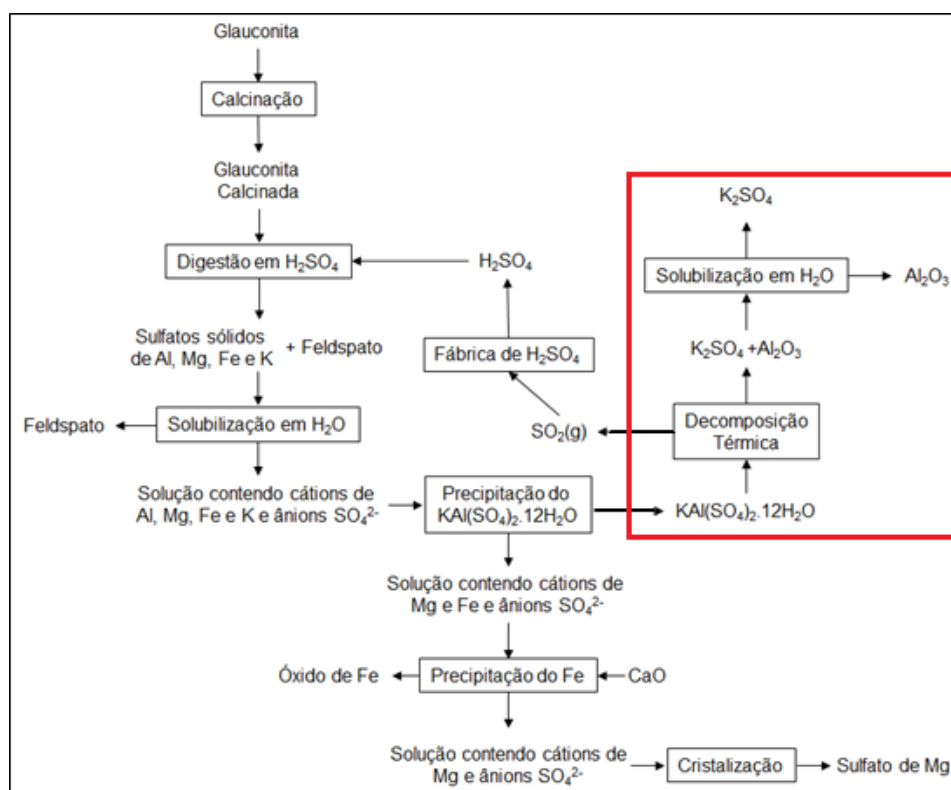 Glauconita
Calcinação
Glauconita
Calcinada
Digestão em H₂SO₄
H₂SO₄
Sulfatos sólidos
de Al, Mg, Fe e K
+ Feldspato
Fábrica de H₂SO₄
Feldspato
Solubilização em H₂O
SO₂(g)
Solução contendo cátions de
Al, Mg, Fe e K e ânions SO₄²⁻
Precipitação do
KAl(SO₄)₂.12H₂O
K₂SO₄
Solubilização em H₂O
Al₂O₃
K₂SO₄ +Al₂O₃
Decomposição
Térmica
KAl(SO₄)₂.12H₂O
Solução contendo cátions de
Mg e Fe e ânions SO₄²⁻
Óxido de Fe
Precipitação do Fe
CaO
Solução contendo cátions de
Mg e ânions SO₄²⁻
Cristalização
Sulfato de Mg